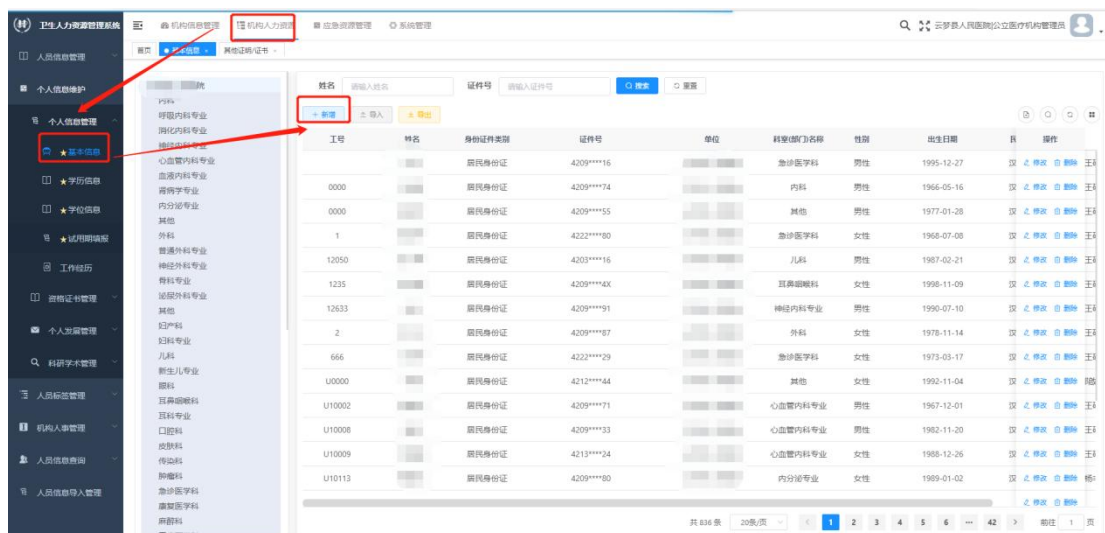 卫生人力资源管理系统 机构信息管理 机构人力资源 应急资源管理 系统管理 云梦县人民医院|公立医疗机构管理员
人员信息管理 首页 基本信息 其他证明/证书
个人信息维护 院 姓名 请输入姓名 证件号 请输入证件号 搜索 重置
个人信息管理 内科
呼吸内科专业 + 新增 导入 导出
消化内科专业
神经内科专业
★基本信息 心血管内科专业
★学历信息 血液内科专业
肾病学专业
★学位信息 内分泌专业
其他
★试用期填报 外科
普通外科专业
工作经历 神经外科专业
骨科专业
资格证书管理 泌尿外科专业
其他
个人发展管理 妇产科
妇科专业
科研学术管理 儿科
新生儿专业
人员标签管理 眼科
耳鼻咽喉科
机构人事管理 耳科专业
口腔科
人员信息查询 皮肤科
传染科
人员信息导入管理 肿瘤科
急诊医学科
康复医学科
麻醉科
工号 姓名 身份证件类别 证件号 单位 科室(部门)名称 性别 出生日期 民 操作
居民身份证 4209****16 急诊医学科 男性 1995-12-27 汉 修改 删除 王
0000 居民身份证 4209****74 内科 男性 1966-05-16 汉 修改 删除 王
0000 居民身份证 4209****55 其他 男性 1977-01-28 汉 修改 删除 王
1 居民身份证 4222****80 急诊医学科 女性 1968-07-08 汉 修改 删除 王
12050 居民身份证 4203****16 儿科 男性 1987-02-21 汉 修改 删除 王
1235 居民身份证 4209****4X 耳鼻咽喉科 女性 1998-11-09 汉 修改 删除 王
12633 居民身份证 4209****91 神经内科专业 男性 1990-07-10 汉 修改 删除 王
2 居民身份证 4209****87 外科 女性 1978-11-14 汉 修改 删除 王
666 居民身份证 4222****29 急诊医学科 女性 1973-03-17 汉 修改 删除 王
U0000 居民身份证 4212****44 其他 女性 1992-11-04 汉 修改 删除
U10002 居民身份证 4209****71 心血管内科专业 男性 1967-12-01 汉 修改 删除 王
U10008 居民身份证 4209****33 心血管内科专业 男性 1982-11-20 汉 修改 删除 王
U10009 居民身份证 4213****24 心血管内科专业 男性 1988-12-26 汉 修改 删除 王
U10113 居民身份证 4209****80 内分泌专业 女性 1989-01-02 汉 修改 删除 杨
修改 删除
共 836 条 20条/页 1 2 3 4 5 6 ··· 42 前往 1 页